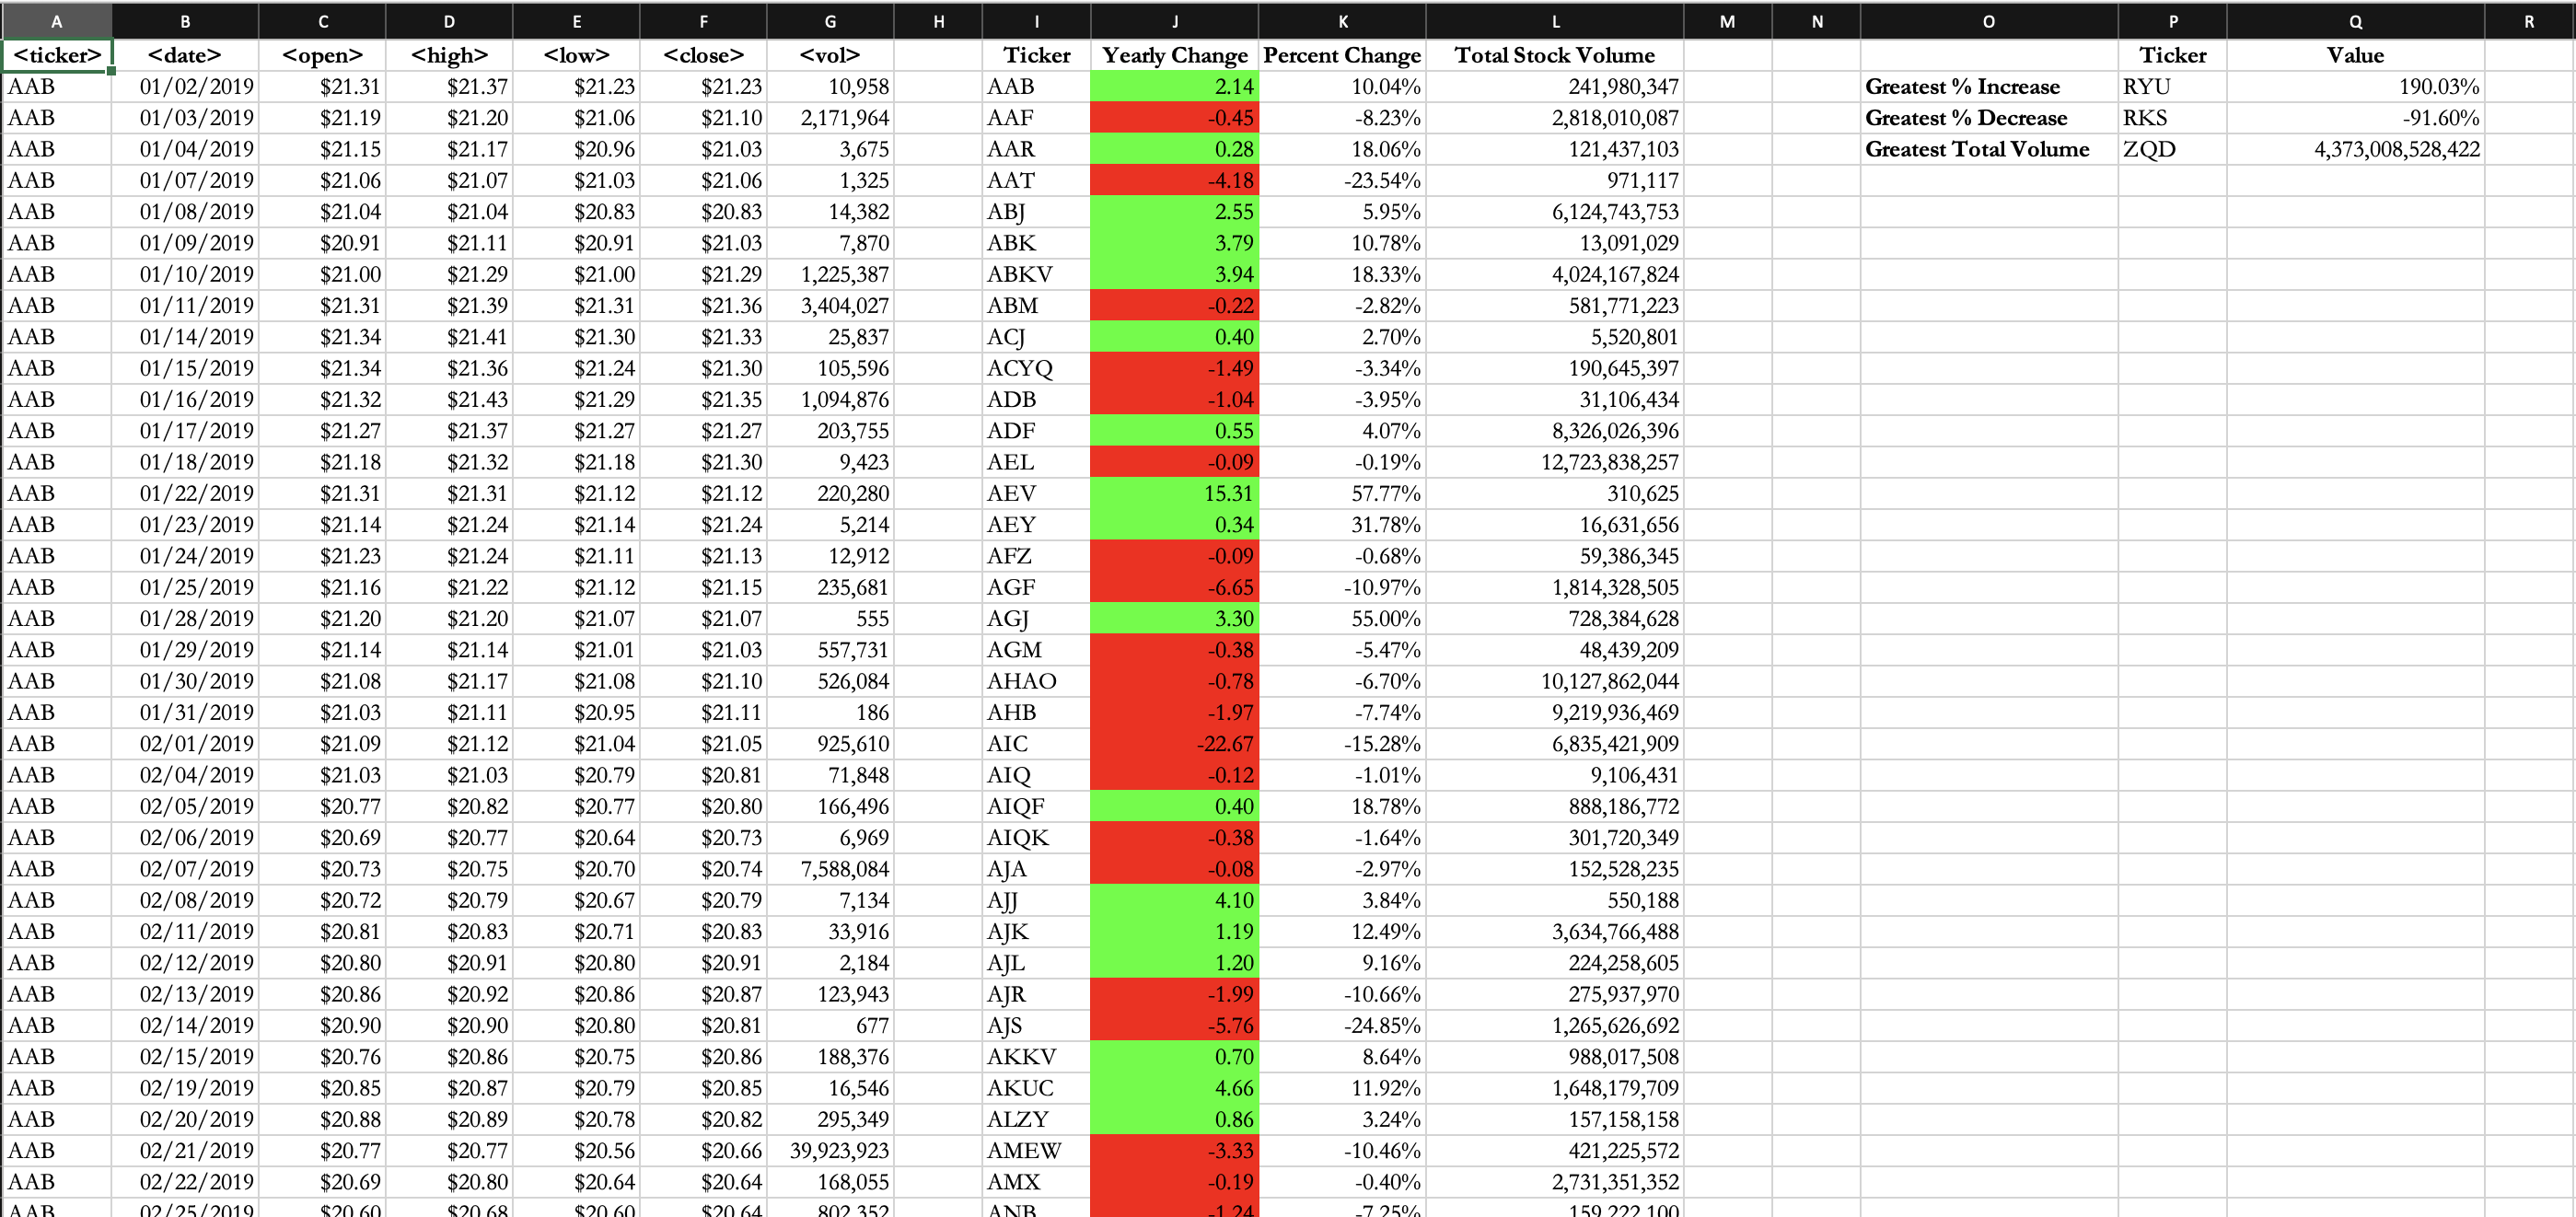 A B C D E F G H I J K L M N O P Q R
<ticker> <date> <open> <high> <low> <close> <vol> Ticker Yearly Change Percent Change Total Stock Volume Ticker Value
AAB 01/02/2019 $21.31 $21.37 $21.23 $21.23 10,958 AAB 2.14 10.04% 241,980,347 Greatest % Increase RYU 190.03%
AAB 01/03/2019 $21.19 $21.20 $21.06 $21.10 2,171,964 AAF -0.45 -8.23% 2,818,010,087 Greatest % Decrease RKS -91.60%
AAB 01/04/2019 $21.15 $21.17 $20.96 $21.03 3,675 AAR 0.28 18.06% 121,437,103 Greatest Total Volume ZQD 4,373,008,528,422
AAB 01/07/2019 $21.06 $21.07 $21.03 $21.06 1,325 AAT -4.18 -23.54% 971,117
AAB 01/08/2019 $21.04 $21.04 $20.83 $20.83 14,382 ABJ 2.55 5.95% 6,124,743,753
AAB 01/09/2019 $20.91 $21.11 $20.91 $21.03 7,870 ABK 3.79 10.78% 13,091,029
AAB 01/10/2019 $21.00 $21.29 $21.00 $21.29 1,225,387 ABKV 3.94 18.33% 4,024,167,824
AAB 01/11/2019 $21.31 $21.39 $21.31 $21.36 3,404,027 ABM -0.22 -2.82% 581,771,223
AAB 01/14/2019 $21.34 $21.41 $21.30 $21.33 25,837 ACJ 0.40 2.70% 5,520,801
AAB 01/15/2019 $21.34 $21.36 $21.24 $21.30 105,596 ACYQ -1.49 -3.34% 190,645,397
AAB 01/16/2019 $21.32 $21.43 $21.29 $21.35 1,094,876 ADB -1.04 -3.95% 31,106,434
AAB 01/17/2019 $21.27 $21.37 $21.27 $21.27 203,755 ADF 0.55 4.07% 8,326,026,396
AAB 01/18/2019 $21.18 $21.32 $21.18 $21.30 9,423 AEL -0.09 -0.19% 12,723,838,257
AAB 01/22/2019 $21.31 $21.31 $21.12 $21.12 220,280 AEV 15.31 57.77% 310,625
AAB 01/23/2019 $21.14 $21.24 $21.14 $21.24 5,214 AEY 0.34 31.78% 16,631,656
AAB 01/24/2019 $21.23 $21.24 $21.11 $21.13 12,912 AFZ -0.09 -0.68% 59,386,345
AAB 01/25/2019 $21.16 $21.22 $21.12 $21.15 235,681 AGF -6.65 -10.97% 1,814,328,505
AAB 01/28/2019 $21.20 $21.20 $21.07 $21.07 555 AGJ 3.30 55.00% 728,384,628
AAB 01/29/2019 $21.14 $21.14 $21.01 $21.03 557,731 AGM -0.38 -5.47% 48,439,209
AAB 01/30/2019 $21.08 $21.17 $21.08 $21.10 526,084 AHAO -0.78 -6.70% 10,127,862,044
AAB 01/31/2019 $21.03 $21.11 $20.95 $21.11 186 AHB -1.97 -7.74% 9,219,936,469
AAB 02/01/2019 $21.09 $21.12 $21.04 $21.05 925,610 AIC -22.67 -15.28% 6,835,421,909
AAB 02/04/2019 $21.03 $21.03 $20.79 $20.81 71,848 AIQ -0.12 -1.01% 9,106,431
AAB 02/05/2019 $20.77 $20.82 $20.77 $20.80 166,496 AIQF 0.40 18.78% 888,186,772
AAB 02/06/2019 $20.69 $20.77 $20.64 $20.73 6,969 AIQK -0.38 -1.64% 301,720,349
AAB 02/07/2019 $20.73 $20.75 $20.70 $20.74 7,588,084 AJA -0.08 -2.97% 152,528,235
AAB 02/08/2019 $20.72 $20.79 $20.67 $20.79 7,134 AJJ 4.10 3.84% 550,188
AAB 02/11/2019 $20.81 $20.83 $20.71 $20.83 33,916 AJK 1.19 12.49% 3,634,766,488
AAB 02/12/2019 $20.80 $20.91 $20.80 $20.91 2,184 AJL 1.20 9.16% 224,258,605
AAB 02/13/2019 $20.86 $20.92 $20.86 $20.87 123,943 AJR -1.99 -10.66% 275,937,970
AAB 02/14/2019 $20.90 $20.90 $20.80 $20.81 677 AJS -5.76 -24.85% 1,265,626,692
AAB 02/15/2019 $20.76 $20.86 $20.75 $20.86 188,376 AKKV 0.70 8.64% 988,017,508
AAB 02/19/2019 $20.85 $20.87 $20.79 $20.85 16,546 AKUC 4.66 11.92% 1,648,179,709
AAB 02/20/2019 $20.88 $20.89 $20.78 $20.82 295,349 ALZY 0.86 3.24% 157,158,158
AAB 02/21/2019 $20.77 $20.77 $20.56 $20.66 39,923,923 AMEW -3.33 -10.46% 421,225,572
AAB 02/22/2019 $20.69 $20.80 $20.64 $20.64 168,055 AMX -0.19 -0.40% 2,731,351,352
AAB 02/25/2019 $20.60 $20.68 $20.60 $20.64 802,352 ANB -1.24 -7.25% 159,222,100